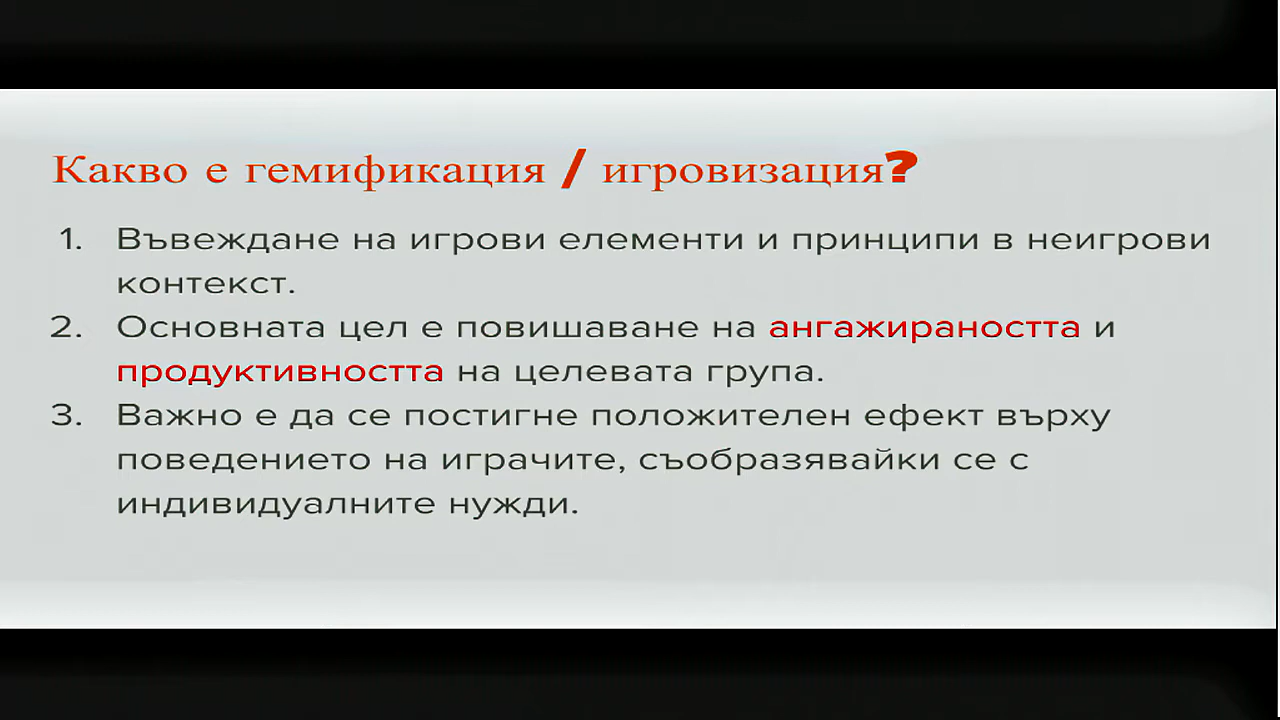 Какво е гемификация / игровизация?
1. Въвеждане на игрови елементи и принципи в неигрови
контекст.
2. Основната цел е повишаване на ангажираността и
продуктивността на целевата група.
3. Важно е да се постигне положителен ефект върху
поведението на играчите, съобразявайки се с
индивидуалните нужди.